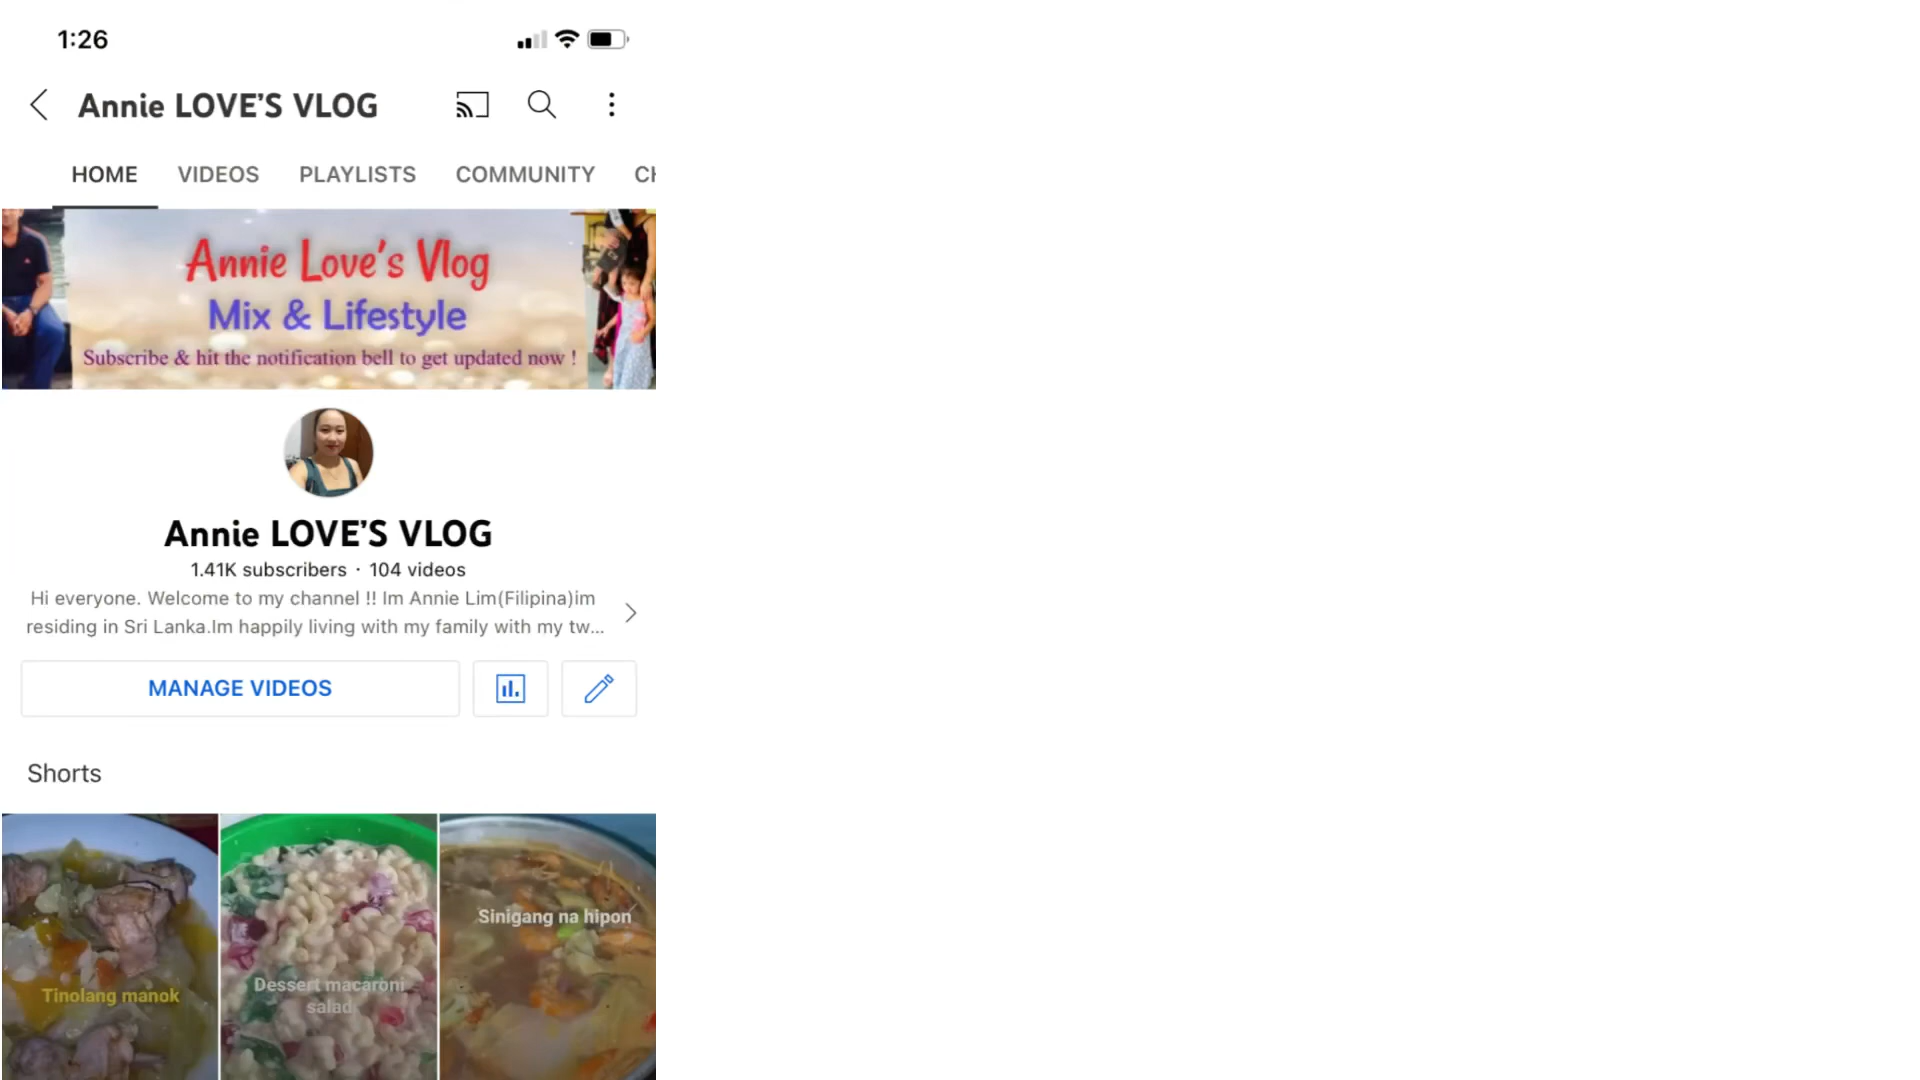 1:26
Annie LOVE'S VLOG
HOME VIDEOS PLAYLISTS COMMUNITY CH
Annie Love's Vlog
Mix & Lifestyle
Subscribe & hit the notification bell to get updated now !
Annie LOVE'S VLOG
1.41K subscribers · 104 videos
Hi everyone. Welcome to my channel !! Im Annie Lim(Filipina)im
residing in Sri Lanka.Im happily living with my family with my tw...
MANAGE VIDEOS
Shorts
Tinolang manok
Dessert macaroni
salad
Sinigang na hipon